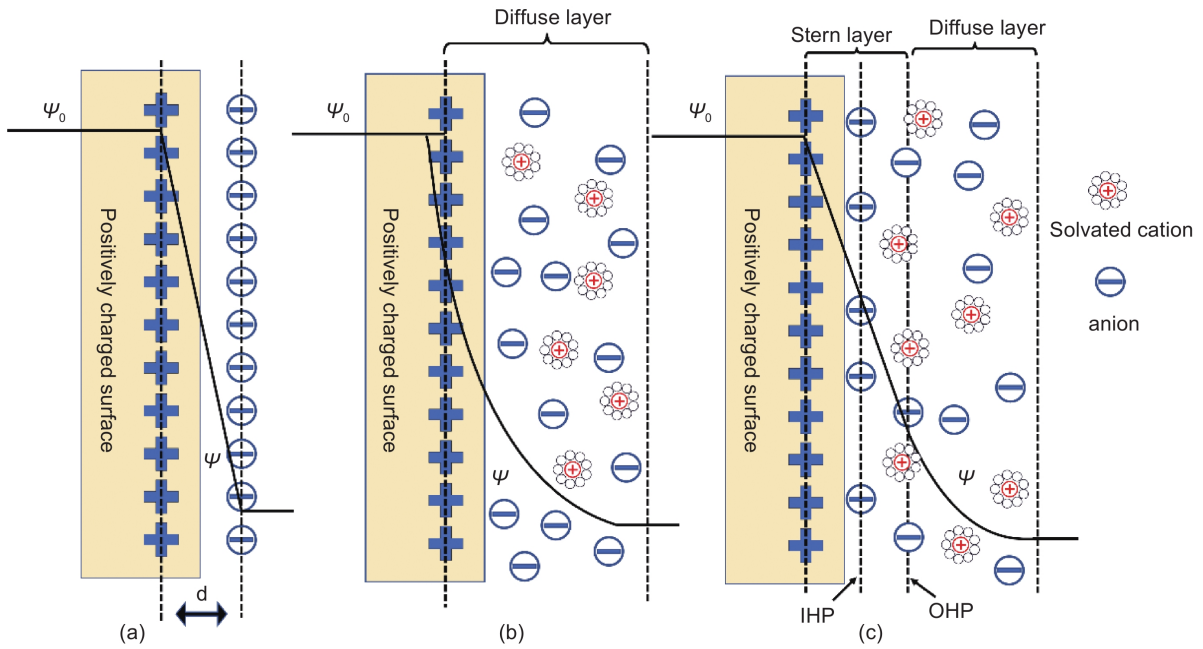 Diffuse layer
Stern layer
Diffuse layer
Ψ0
Ψ0
Ψ0
Positively charged surface
Positively charged surface
Positively charged surface
Solvated cation
anion
Ψ
Ψ
Ψ
d
IHP
OHP
(a)
(b)
(c)